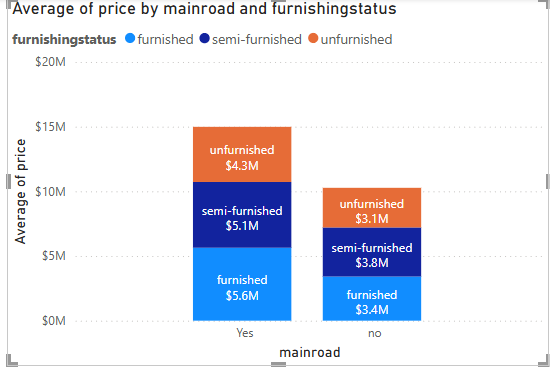 Average of price by mainroad and furnishingstatus
furnishingstatus furnished semi-furnished unfurnished
$20M
$15M
$10M
$5M
$0M
Average of price
unfurnished
$4.3M
semi-furnished
$5.1M
furnished
$5.6M
unfurnished
$3.1M
semi-furnished
$3.8M
furnished
$3.4M
Yes no
mainroad